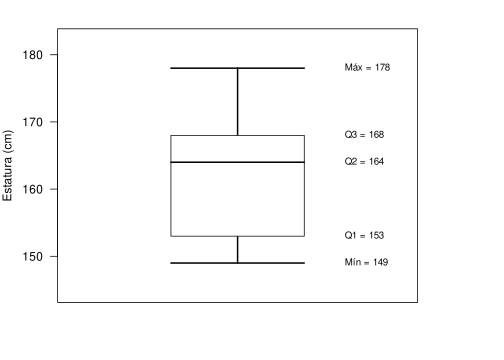 Estatura (cm)
180
170
160
150
Máx = 178
Q3 = 168
Q2 = 164
Q1 = 153
Mín = 149